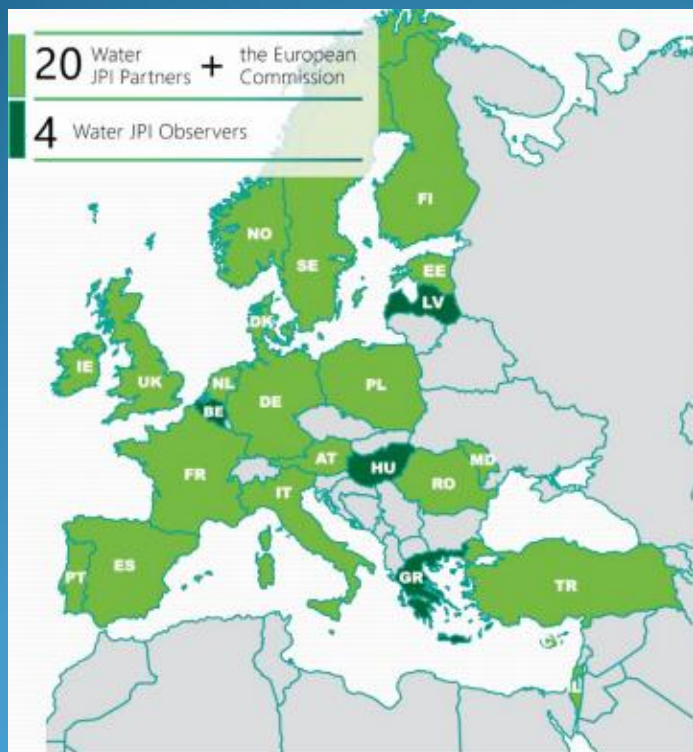 20 Water JPI Partners + the European Commission
4 Water JPI Observers
FI
NO
SE
EE
LV
DK
IE
UK
NL
BE
DE
PL
FR
AT
HU
MD
RO
IT
PT
ES
GR
TR
IL